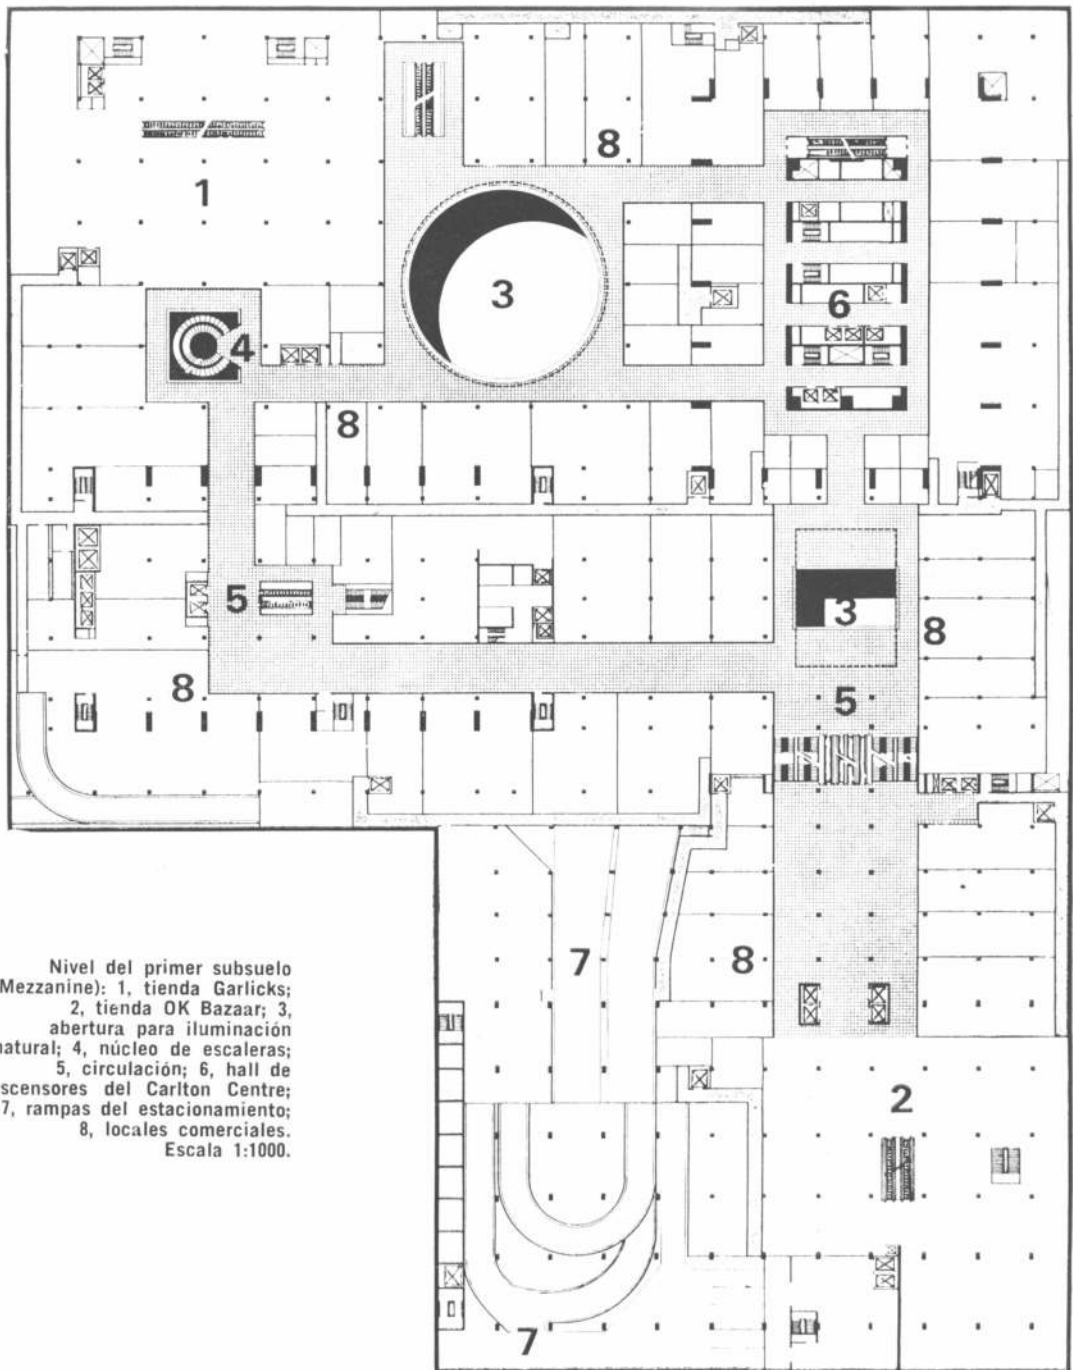 1
8
3
6
4
8
5
3
8
8
5
7
8
2
7
Nivel del primer subsuelo
Mezzanine): 1, tienda Garlicks;
2, tienda OK Bazaar; 3,
abertura para iluminación
natural; 4, núcleo de escaleras;
5, circulación; 6, hall de
scensores del Carlton Centre;
7, rampas del estacionamiento;
8, locales comerciales.
Escala 1:1000.